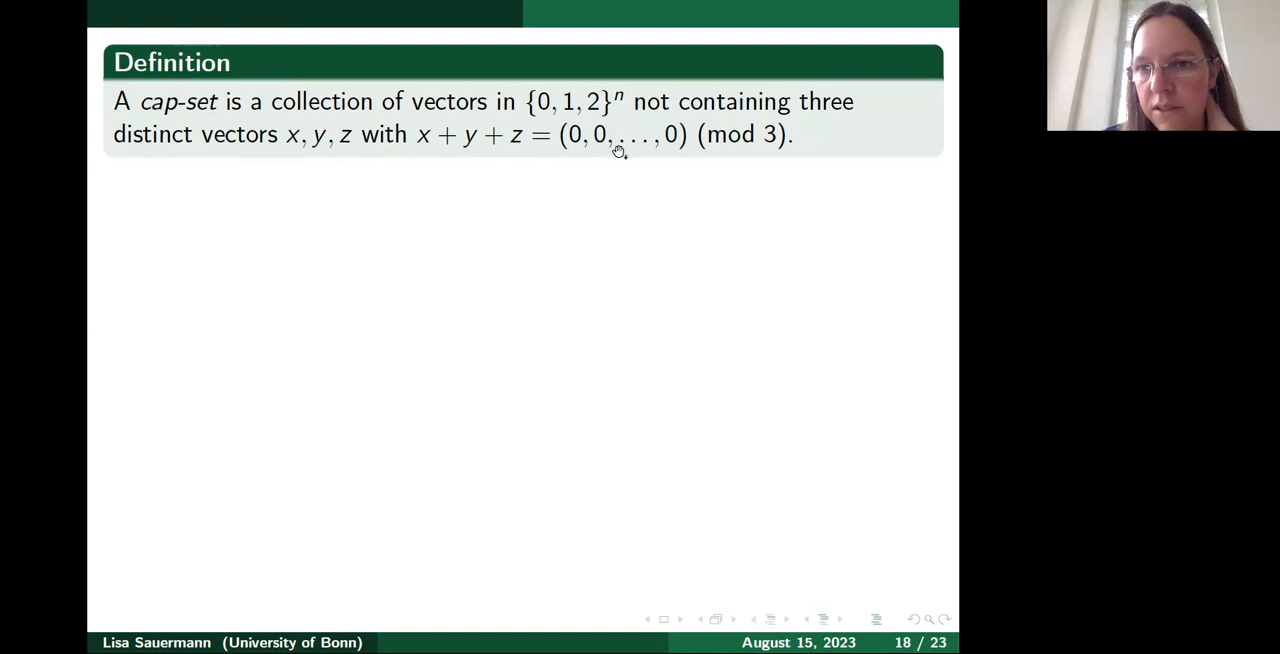 Definition
A cap-set is a collection of vectors in {0, 1, 2}ⁿ not containing three
distinct vectors x, y, z with x + y + z = (0, 0, . . . , 0) (mod 3).
Lisa Sauermann (University of Bonn) August 15, 2023 18 / 23